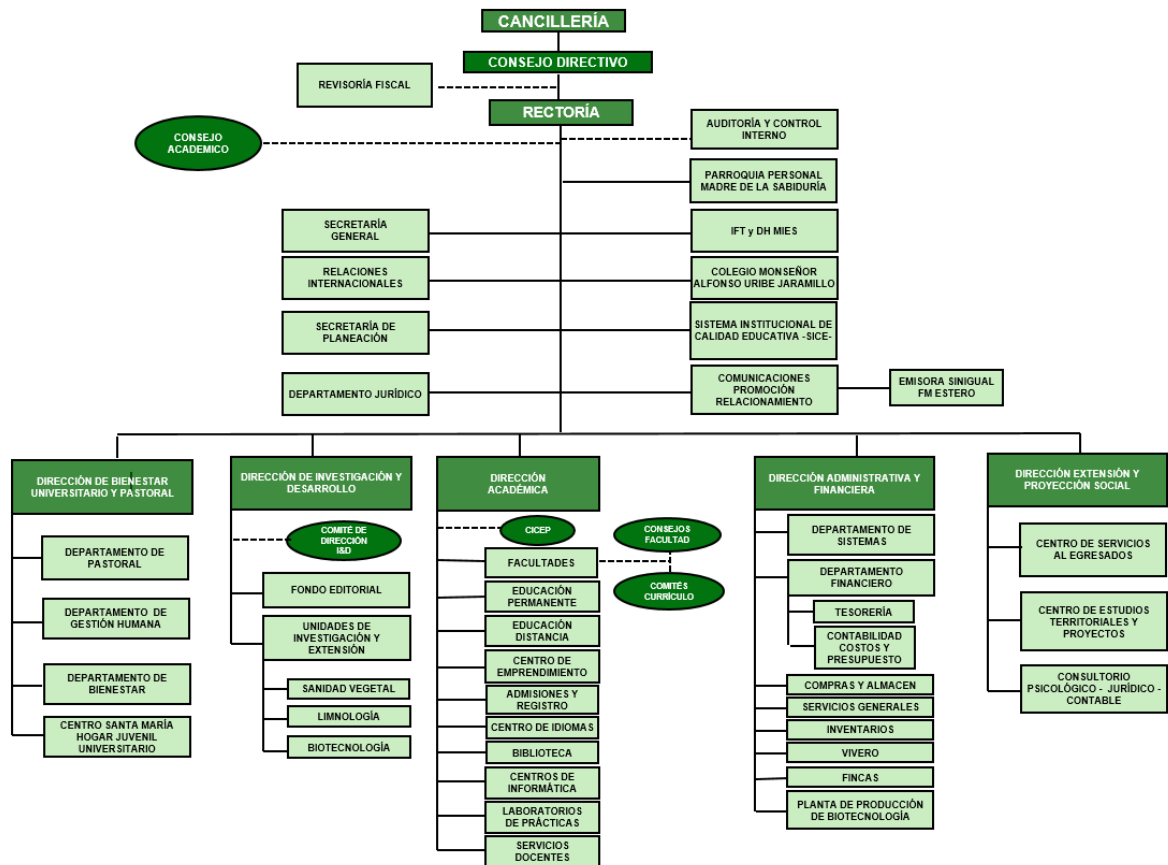 CANCILLERÍA
CONSEJO DIRECTIVO
REVISORÍA FISCAL
RECTORÍA
CONSEJO
ACADEMICO
AUDITORÍA Y CONTROL
INTERNO
PARROQUIA PERSONAL
MADRE DE LA SABIDURÍA
SECRETARÍA
GENERAL
IFT y DH MIES
RELACIONES
INTERNACIONALES
COLEGIO MONSEÑOR
ALFONSO URIBE JARAMILLO
SECRETARÍA DE
PLANEACIÓN
SISTEMA INSTITUCIONAL DE
CALIDAD EDUCATIVA -SICE-
DEPARTAMENTO JURÍDICO
COMUNICACIONES
PROMOCIÓN
RELACIONAMIENTO
EMISORA SINIGUAL
FM ESTERO
DIRECCIÓN DE BIENESTAR
UNIVERSITARIO Y PASTORAL
DEPARTAMENTO DE
PASTORAL
DEPARTAMENTO DE
GESTIÓN HUMANA
DEPARTAMENTO DE
BIENESTAR
CENTRO SANTA MARÍA
HOGAR JUVENIL
UNIVERSITARIO
DIRECCIÓN DE INVESTIGACIÓN Y
DESARROLLO
COMITÉ DE
DIRECCIÓN
I&D
FONDO EDITORIAL
UNIDADES DE
INVESTIGACIÓN Y
EXTENSIÓN
SANIDAD VEGETAL
LIMNOLOGÍA
BIOTECNOLOGÍA
DIRECCIÓN
ACADÉMICA
CICEP
CONSEJOS
FACULTAD
FACULTADES
COMITÉS
CURRÍCULO
EDUCACIÓN
PERMANENTE
EDUCACIÓN
DISTANCIA
CENTRO DE
EMPRENDIMIENTO
ADMISIONES Y
REGISTRO
CENTRO DE IDIOMAS
BIBLIOTECA
CENTROS DE
INFORMÁTICA
LABORATORIOS
DE PRÁCTICAS
SERVICIOS
DOCENTES
DIRECCIÓN ADMINISTRATIVA Y
FINANCIERA
DEPARTAMENTO DE
SISTEMAS
DEPARTAMENTO
FINANCIERO
TESORERÍA
CONTABILIDAD
COSTOS Y
PRESUPUESTO
COMPRAS Y ALMACEN
SERVICIOS GENERALES
INVENTARIOS
VIVERO
FINCAS
PLANTA DE PRODUCCIÓN
DE BIOTECNOLOGÍA
DIRECCIÓN EXTENSIÓN Y
PROYECCIÓN SOCIAL
CENTRO DE SERVICIOS
AL EGRESADOS
CENTRO DE ESTUDIOS
TERRITORIALES Y
PROYECTOS
CONSULTORIO
PSICOLÓGICO - JURÍDICO -
CONTABLE